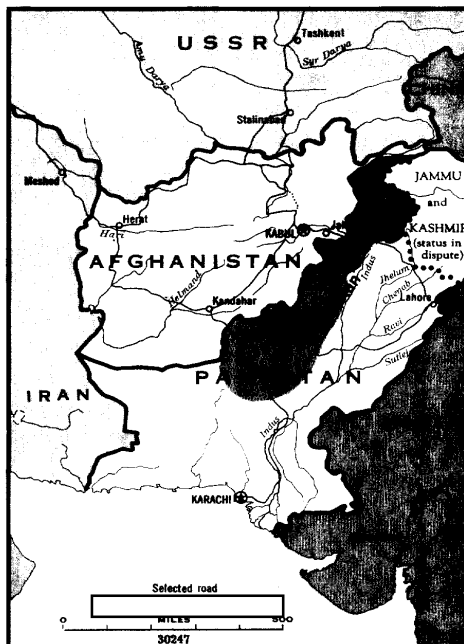 USSR
Tashkent
Syr Darya
Amu Darya
Stalinabad
Meshed
Herat
Hari
KABUL
JAMMU
and
KASHMIR
(status in
dispute)
AFGHANISTAN
Helmand
Kandahar
Indus
Jhelum
Chenab
Lahore
Ravi
Sutlej
IRAN
PAKISTAN
Indus
KARACHI
Selected road
0 500
MILES
30247